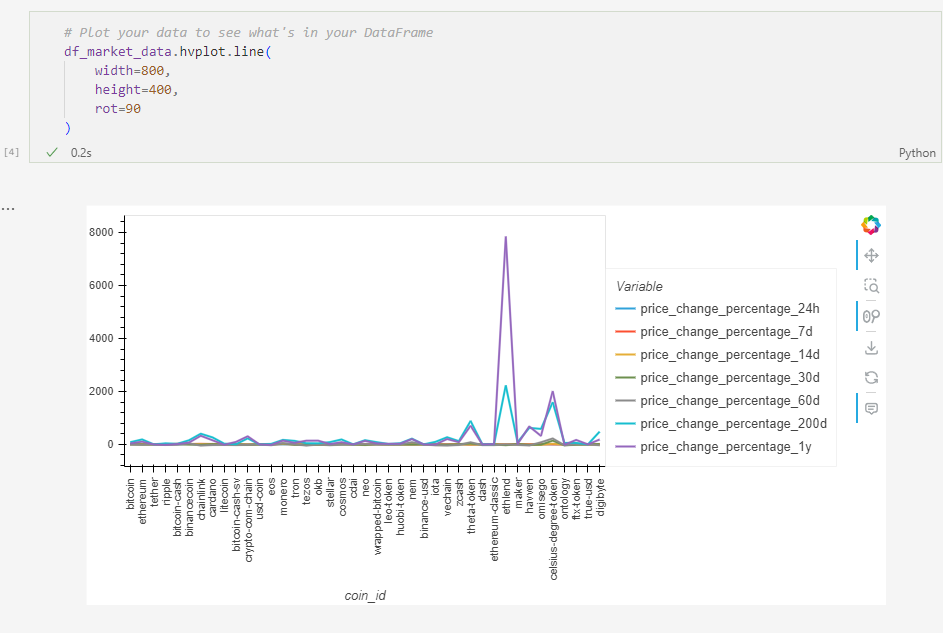 # Plot your data to see what's in your DataFrame
df_market_data.hvplot.line(
    width=800,
    height=400,
    rot=90
)
[4]
0.2s
Python
...
8000
6000
4000
2000
0
bitcoin
ethereum
tether
ripple
bitcoin-cash
binancecoin
chainlink
cardano
litecoin
bitcoin-cash-sv
crypto-com-chain
usd-coin
eos
monero
tron
tezos
okb
stellar
cosmos
cdai
neo
wrapped-bitcoin
leo-token
huobi-token
nem
binance-usd
iota
vechain
zcash
theta-token
dash
ethereum-classic
ethlend
maker
havven
omisego
celsius-degree-token
ontology
ftx-token
true-usd
digibyte
coin_id
Variable
price_change_percentage_24h
price_change_percentage_7d
price_change_percentage_14d
price_change_percentage_30d
price_change_percentage_60d
price_change_percentage_200d
price_change_percentage_1y